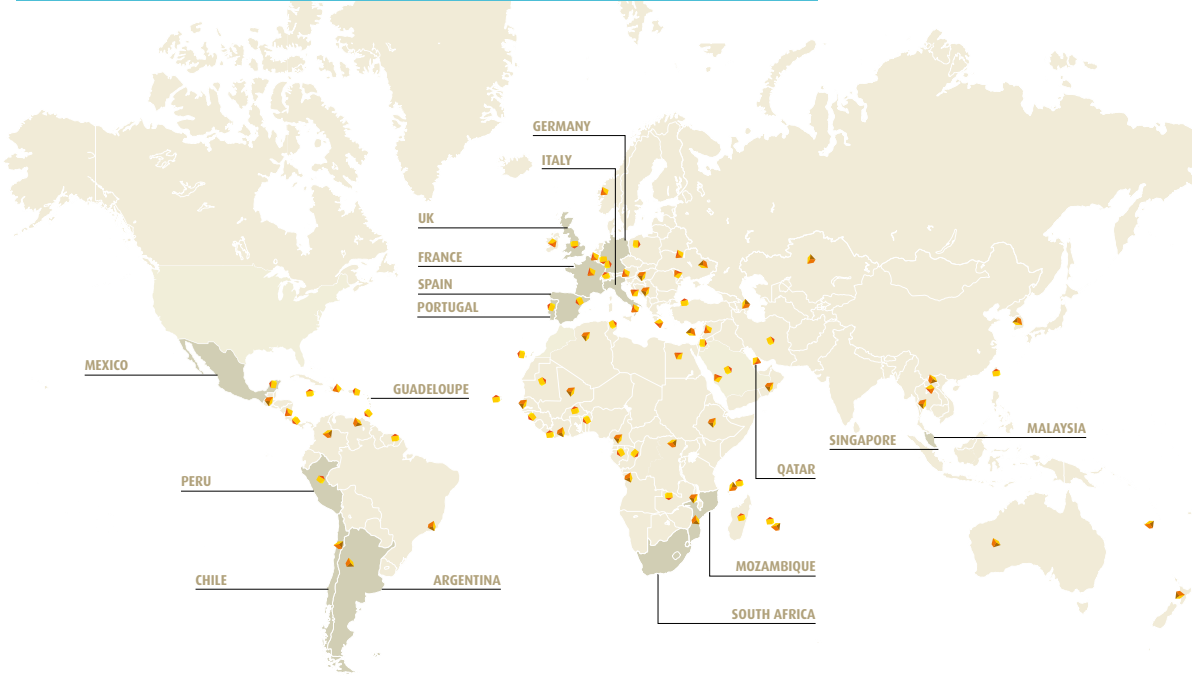 GERMANY
ITALY
UK
FRANCE
SPAIN
PORTUGAL
MEXICO
GUADELOUPE
MALAYSIA
SINGAPORE
QATAR
PERU
MOZAMBIQUE
CHILE
ARGENTINA
SOUTH AFRICA